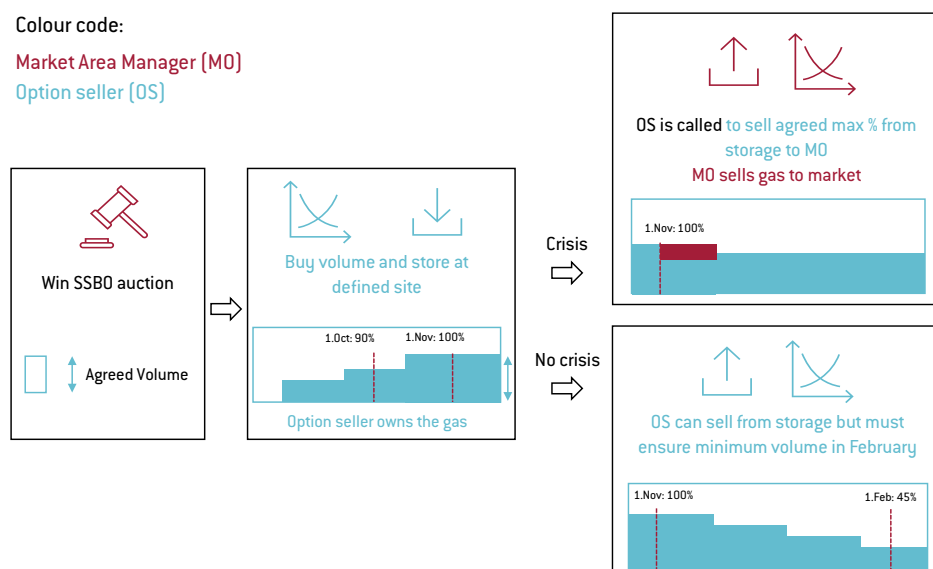 Colour code:
Market Area Manager (MO)
Option seller (OS)
Win SSBO auction
Agreed Volume
Buy volume and store at
defined site
1.Oct: 90%
1.Nov: 100%
Option seller owns the gas
Crisis
OS is called to sell agreed max % from
storage to MO
MO sells gas to market
1.Nov: 100%
No crisis
OS can sell from storage but must
ensure minimum volume in February
1.Nov: 100%
1.Feb: 45%